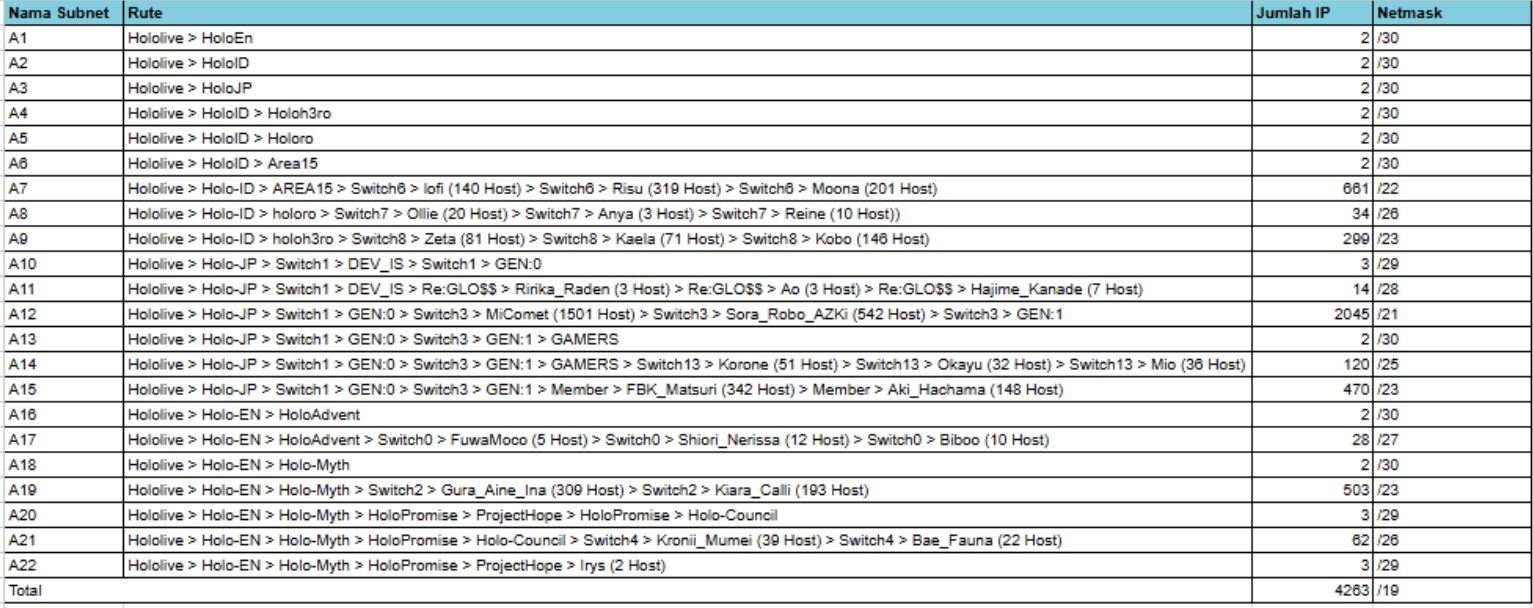 Nama Subnet Rute Jumlah IP Netmask
A1 Hololive > HoloEn 2 /30
A2 Hololive > HoloID 2 /30
A3 Hololive > HoloJP 2 /30
A4 Hololive > HoloID > Holoh3ro 2 /30
A5 Hololive > HoloID > Holoro 2 /30
A6 Hololive > HoloID > Area15 2 /30
A7 Hololive > Holo-ID > AREA15 > Switch6 > lofi (140 Host) > Switch6 > Risu (319 Host) > Switch6 > Moona (201 Host) 661 /22
A8 Hololive > Holo-ID > holoro > Switch7 > Ollie (20 Host) > Switch7 > Anya (3 Host) > Switch7 > Reine (10 Host)) 34 /26
A9 Hololive > Holo-ID > holoh3ro > Switch8 > Zeta (81 Host) > Switch8 > Kaela (71 Host) > Switch8 > Kobo (146 Host) 299 /23
A10 Hololive > Holo-JP > Switch1 > DEV_IS > Switch1 > GEN:0 3 /29
A11 Hololive > Holo-JP > Switch1 > DEV_IS > Re:GLO$$ > Ririka_Raden (3 Host) > Re:GLO$$ > Ao (3 Host) > Re:GLO$$ > Hajime_Kanade (7 Host) 14 /28
A12 Hololive > Holo-JP > Switch1 > GEN:0 > Switch3 > MiComet (1501 Host) > Switch3 > Sora_Robo_AZKi (542 Host) > Switch3 > GEN:1 2045 /21
A13 Hololive > Holo-JP > Switch1 > GEN:0 > Switch3 > GEN:1 > GAMERS 2 /30
A14 Hololive > Holo-JP > Switch1 > GEN:0 > Switch3 > GEN:1 > GAMERS > Switch13 > Korone (51 Host) > Switch13 > Okayu (32 Host) > Switch13 > Mio (36 Host) 120 /25
A15 Hololive > Holo-JP > Switch1 > GEN:0 > Switch3 > GEN:1 > Member > FBK_Matsuri (342 Host) > Member > Aki_Hachama (148 Host) 470 /23
A16 Hololive > Holo-EN > HoloAdvent 2 /30
A17 Hololive > Holo-EN > HoloAdvent > Switch0 > FuwaMoco (5 Host) > Switch0 > Shiori_Nerissa (12 Host) > Switch0 > Biboo (10 Host) 28 /27
A18 Hololive > Holo-EN > Holo-Myth 2 /30
A19 Hololive > Holo-EN > Holo-Myth > Switch2 > Gura_Aine_Ina (309 Host) > Switch2 > Kiara_Calli (193 Host) 503 /23
A20 Hololive > Holo-EN > Holo-Myth > HoloPromise > ProjectHope > HoloPromise > Holo-Council 3 /29
A21 Hololive > Holo-EN > Holo-Myth > HoloPromise > Holo-Council > Switch4 > Kronii_Mumei (39 Host) > Switch4 > Bae_Fauna (22 Host) 62 /26
A22 Hololive > Holo-EN > Holo-Myth > HoloPromise > ProjectHope > Irys (2 Host) 3 /29
Total 4263 /19